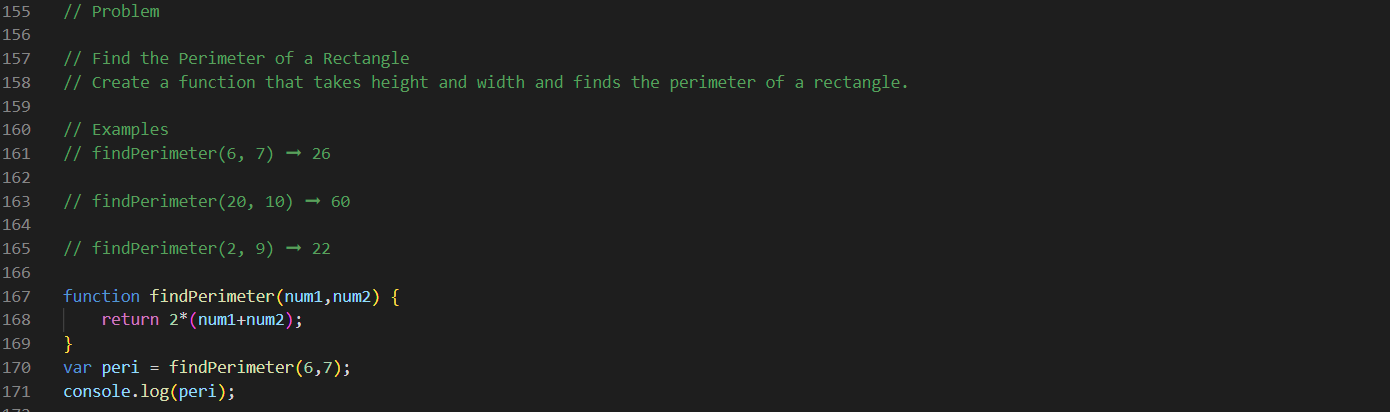 155 // Problem
156
157 // Find the Perimeter of a Rectangle
158 // Create a function that takes height and width and finds the perimeter of a rectangle.
159
160 // Examples
161 // findPerimeter(6, 7) ➞ 26
162
163 // findPerimeter(20, 10) ➞ 60
164
165 // findPerimeter(2, 9) ➞ 22
166
167 function findPerimeter(num1,num2) {
168     return 2*(num1+num2);
169 }
170 var peri = findPerimeter(6,7);
171 console.log(peri);